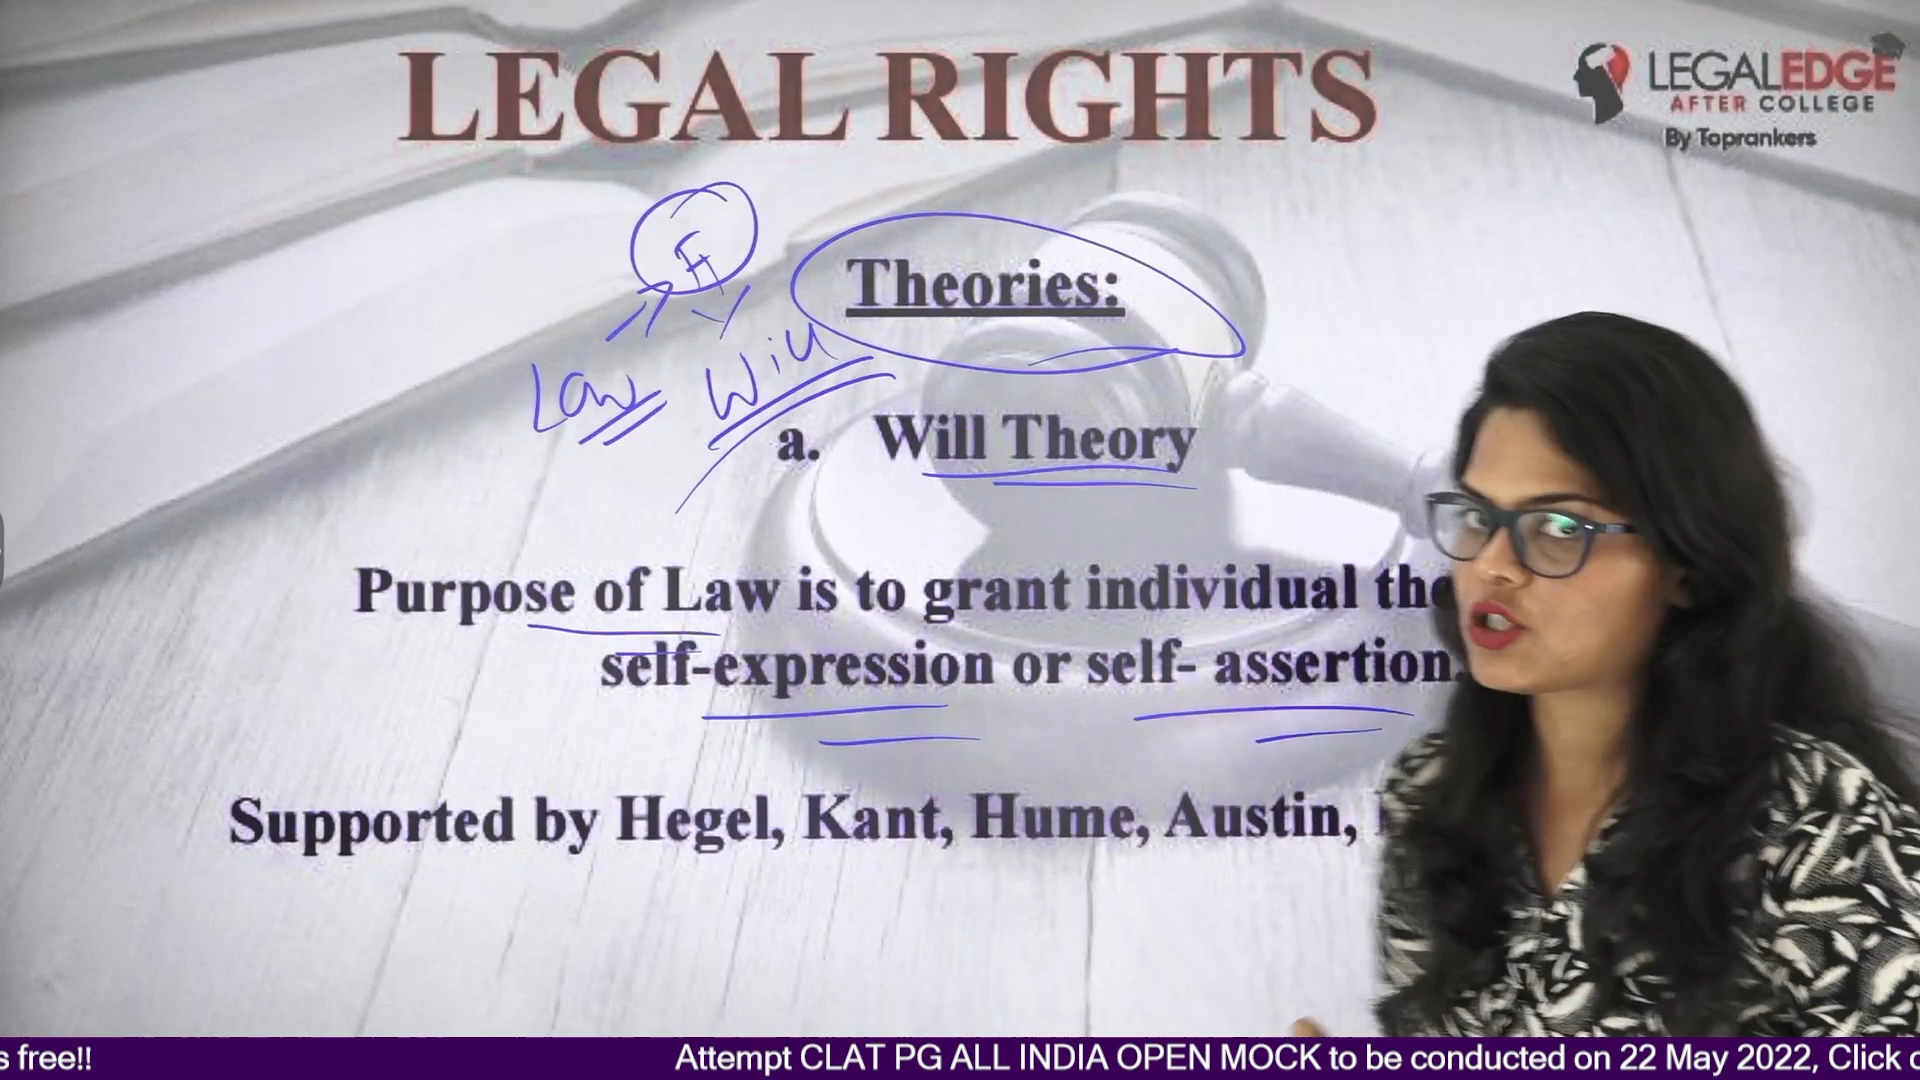 LEGAL RIGHTS
LEGALEDGE
AFTER COLLEGE
By Toprankers
Theories:
Law Will
a. Will Theory
Purpose of Law is to grant individual the
self-expression or self- assertion.
Supported by Hegel, Kant, Hume, Austin,
s free!! Attempt CLAT PG ALL INDIA OPEN MOCK to be conducted on 22 May 2022, Click